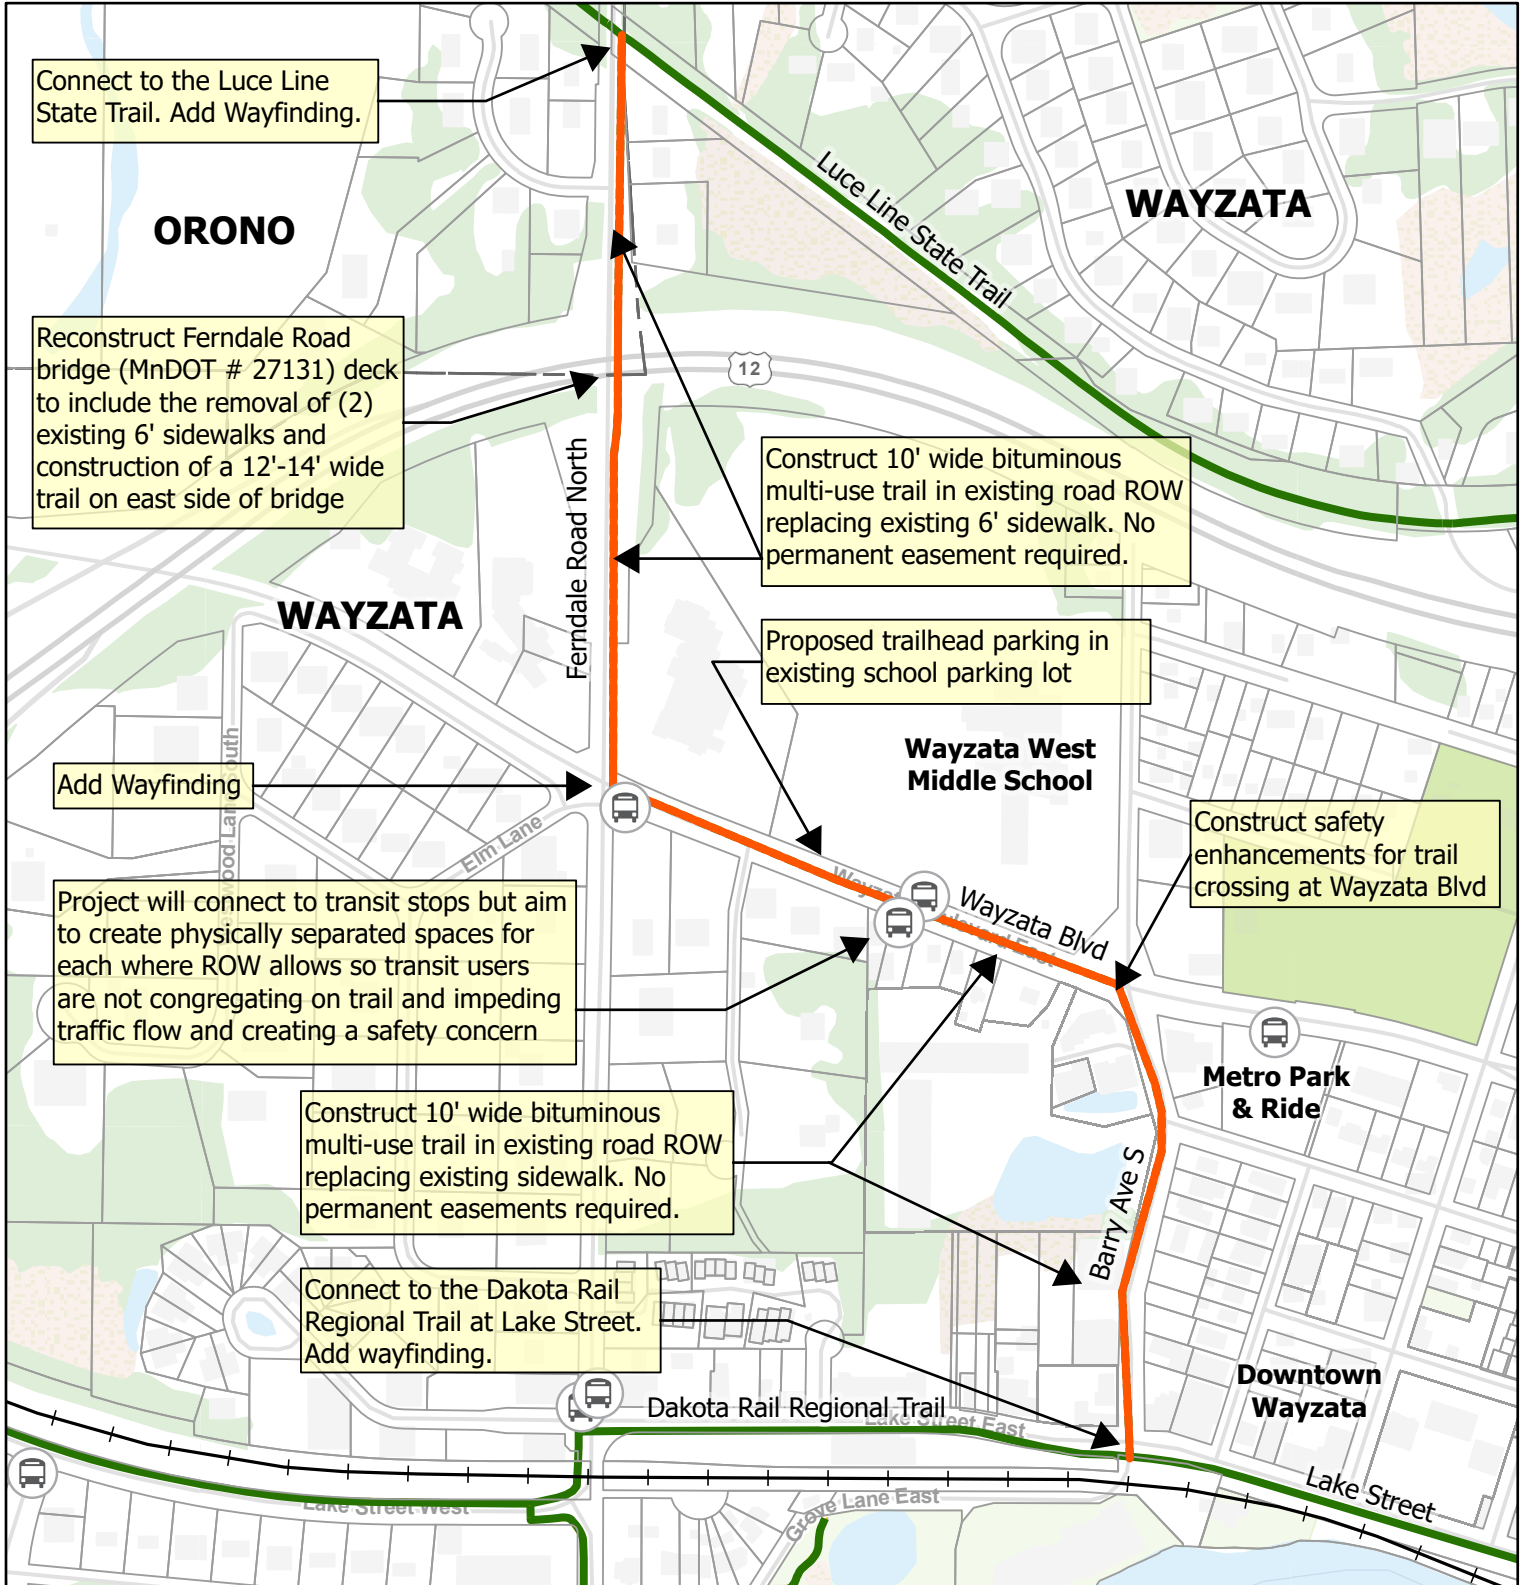 Connect to the Luce Line
State Trail. Add Wayfinding.
ORONO
WAYZATA
Luce Line State Trail
Reconstruct Ferndale Road
bridge (MnDOT # 27131) deck
to include the removal of (2)
existing 6' sidewalks and
construction of a 12'-14' wide
trail on east side of bridge
12
Construct 10' wide bituminous
multi-use trail in existing road ROW
replacing existing 6' sidewalk. No
permanent easement required.
Ferndale Road North
WAYZATA
Proposed trailhead parking in
existing school parking lot
Wayzata West
Middle School
Add Wayfinding
Elm Lane
South
Construct safety
enhancements for trail
crossing at Wayzata Blvd
Project will connect to transit stops but aim
to create physically separated spaces for
each where ROW allows so transit users
are not congregating on trail and impeding
traffic flow and creating a safety concern
Wayzata Blvd
East
Metro Park
& Ride
Construct 10' wide bituminous
multi-use trail in existing road ROW
replacing existing sidewalk. No
permanent easements required.
Barry Ave S
Connect to the Dakota Rail
Regional Trail at Lake Street.
Add wayfinding.
Downtown
Wayzata
Dakota Rail Regional Trail
Lake Street East
Lake Street
Lake Street West
Grove Lane East